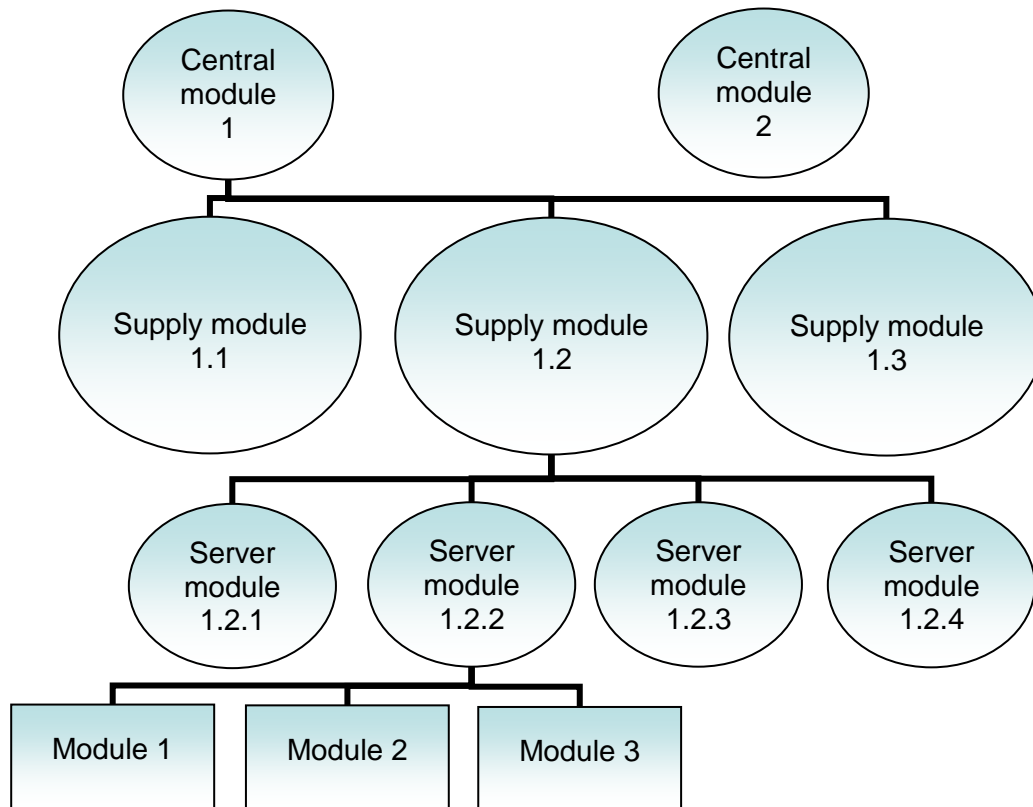 Central
module
1
Central
module
2
Supply module
1.1
Supply module
1.2
Supply module
1.3
Server
module
1.2.1
Server
module
1.2.2
Server
module
1.2.3
Server
module
1.2.4
Module 1
Module 2
Module 3